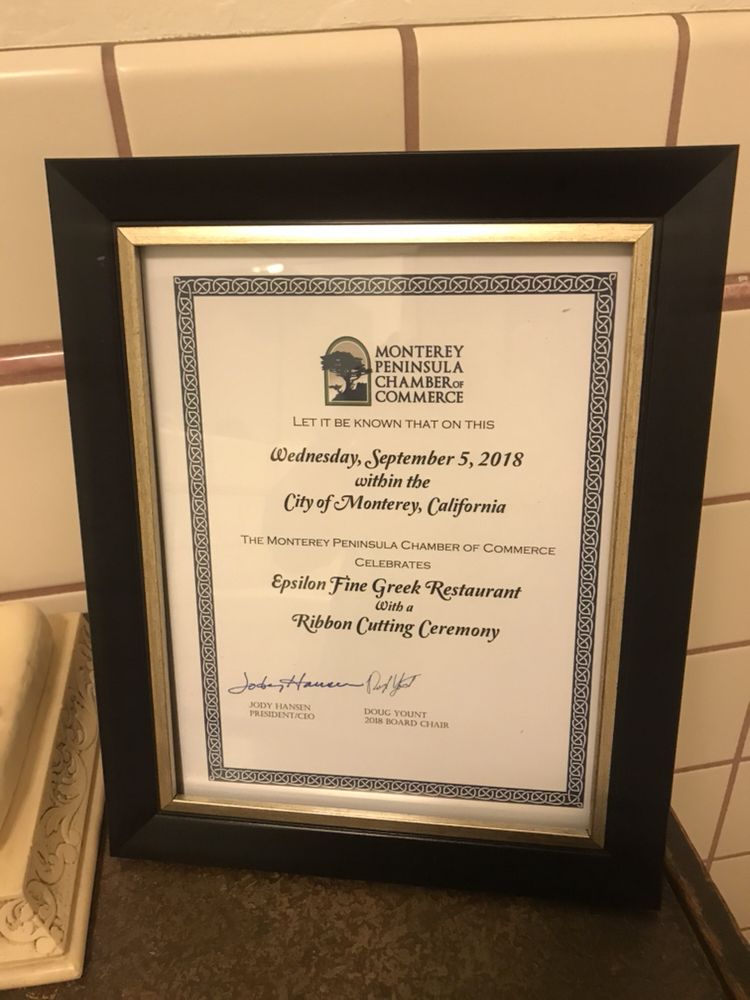 MONTEREY
PENINSULA
CHAMBER OF
COMMERCE
LET IT BE KNOWN THAT ON THIS
Wednesday, September 5, 2018
within the
City of Monterey, California
THE MONTEREY PENINSULA CHAMBER OF COMMERCE
CELEBRATES
Epsilon Fine Greek Restaurant
With a
Ribbon Cutting Ceremony
Jody Hansen Doug Yount
JODY HANSEN
PRESIDENT/CEO
DOUG YOUNT
2018 BOARD CHAIR